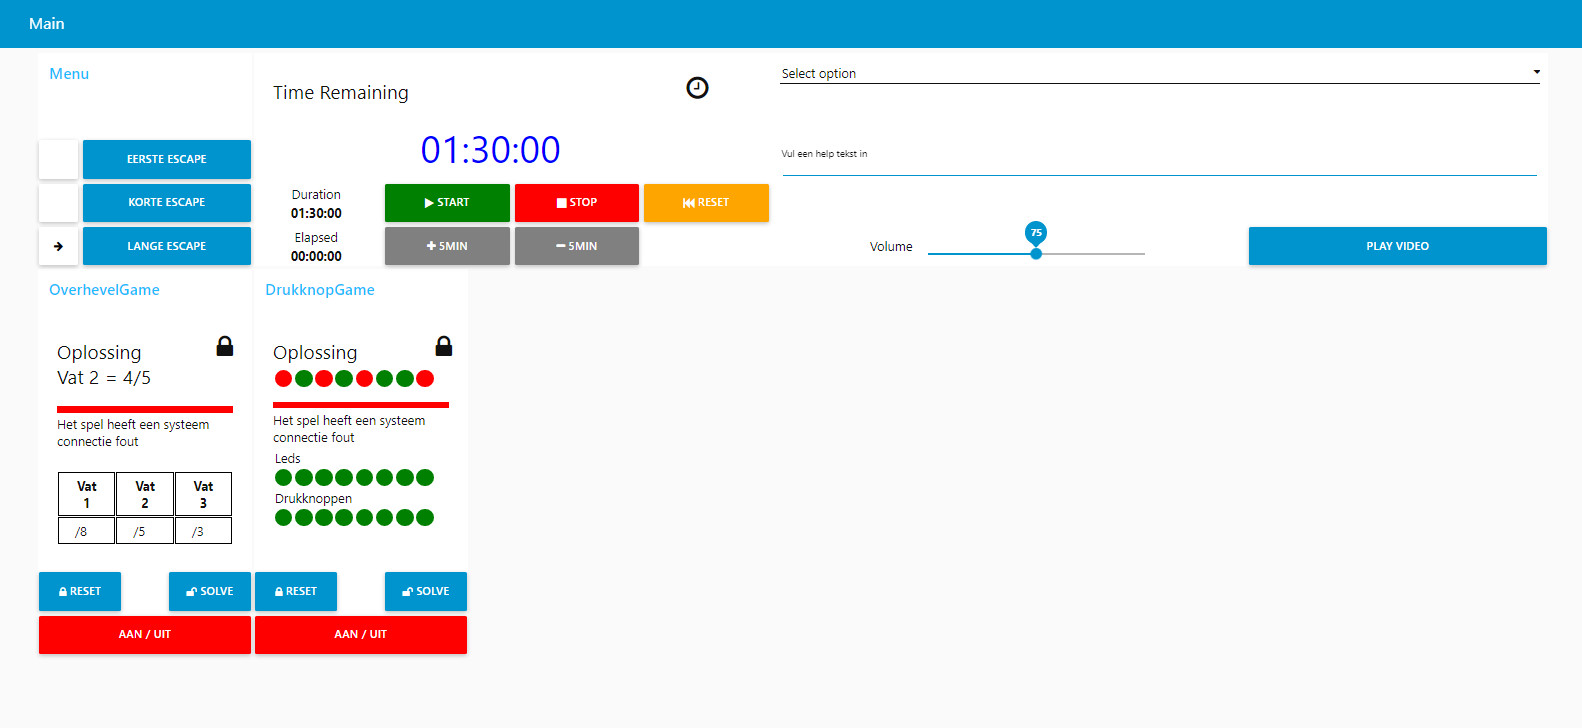 Main
Menu
EERSTE ESCAPE
KORTE ESCAPE
LANGE ESCAPE
Time Remaining
01:30:00
Duration
01:30:00
START
STOP
RESET
Elapsed
00:00:00
5MIN
5MIN
Select option
Vul een help tekst in
Volume
75
PLAY VIDEO
OverhevelGame
Oplossing
Vat 2 = 4/5
Het spel heeft een systeem
connectie fout
Vat 1
Vat 2
Vat 3
/8
/5
/3
RESET
SOLVE
AAN / UIT
DrukknopGame
Oplossing
Het spel heeft een systeem
connectie fout
Leds
Drukknoppen
RESET
SOLVE
AAN / UIT